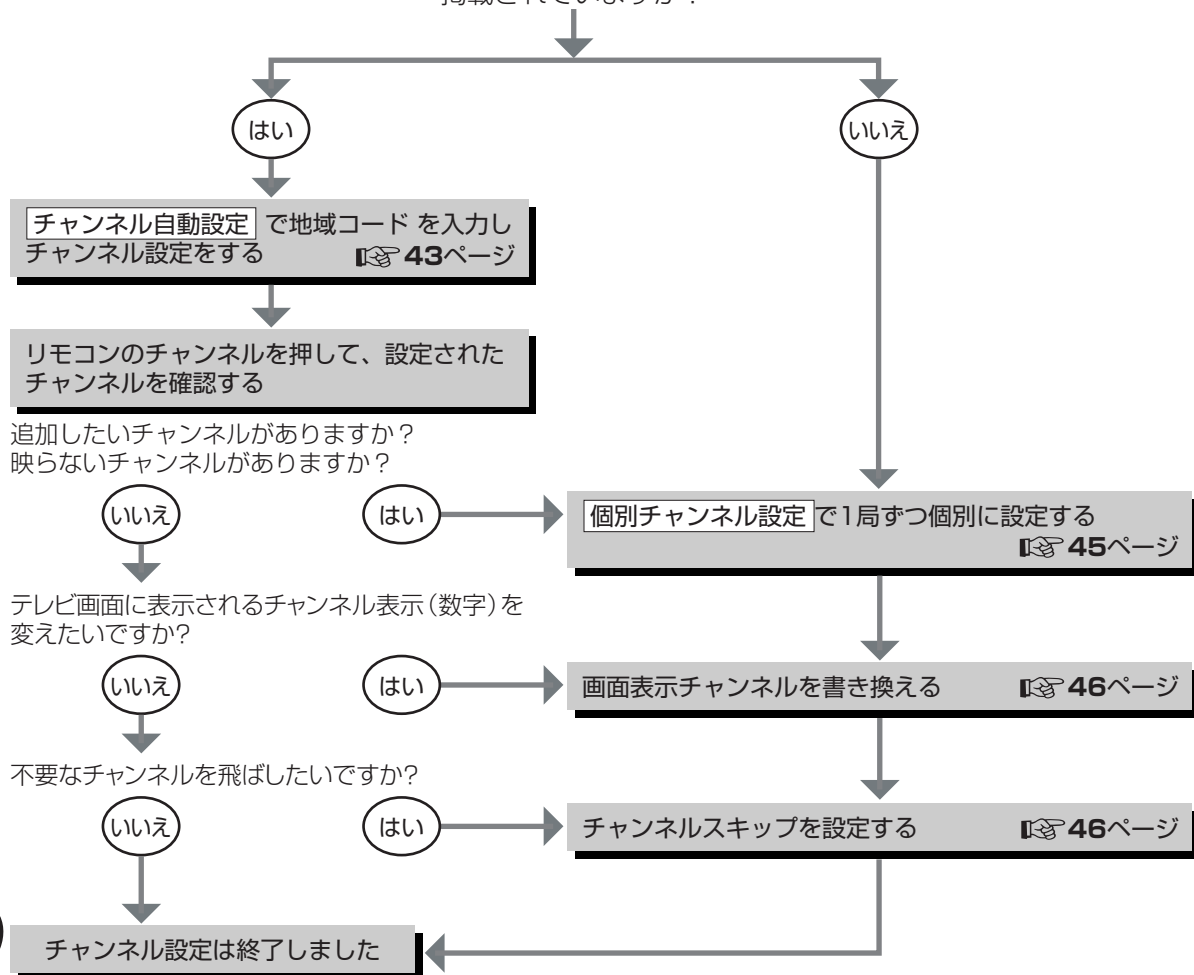 掲載されていますか？
はい
いいえ
チャンネル自動設定 で地域コード を入力し
チャンネル設定をする 43ページ
リモコンのチャンネルを押して、設定された
チャンネルを確認する
追加したいチャンネルがありますか？
映らないチャンネルがありますか？
いいえ
はい
個別チャンネル設定 で1局ずつ個別に設定する
45ページ
テレビ画面に表示されるチャンネル表示（数字）を
変えたいですか?
いいえ
はい
画面表示チャンネルを書き換える 46ページ
不要なチャンネルを飛ばしたいですか?
いいえ
はい
チャンネルスキップを設定する 46ページ
チャンネル設定は終了しました